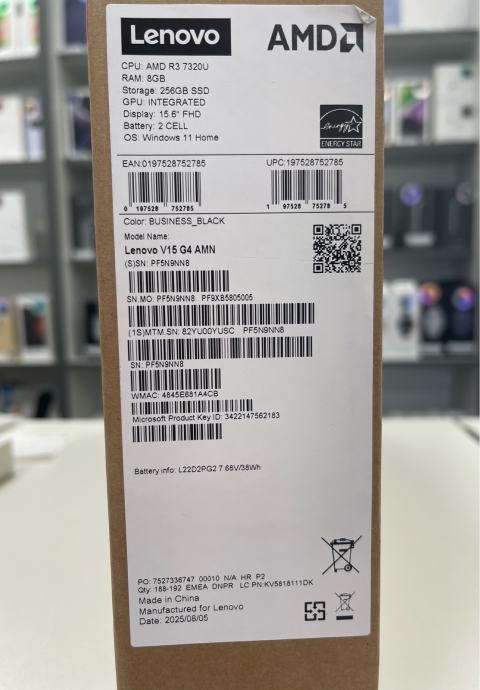 Lenovo
AMD
CPU: AMD R3 7320U
RAM: 8GB
Storage: 256GB SSD
GPU: INTEGRATED
Display: 15.6" FHD
Battery: 2 CELL
OS: Windows 11 Home
energy
ENERGY STAR
EAN:0197528752785
UPC:197528752785
0 197528 752785
1 97528 75278 5
Color: BUSINESS_BLACK
Model Name:
Lenovo V15 G4 AMN
(S)SN: PF5N9NN8
SN,MO: PF5N9NN8 PF9XB5805005
(1S)MTM,SN: 82YU00YUSC PF5N9NN8
SN: PF5N9NN8
WMAC: 4845E681A4CB
Microsoft Product Key ID: 3422147562183
Battery info: L22D2PG2 7.68V/38Wh
PO: 7527336747 00010 N/A HR P2
Qty: 168-192 EMEA DNPR LC PN:KV5818111DK
Made in China
Manufactured for Lenovo
Date: 2025/08/05